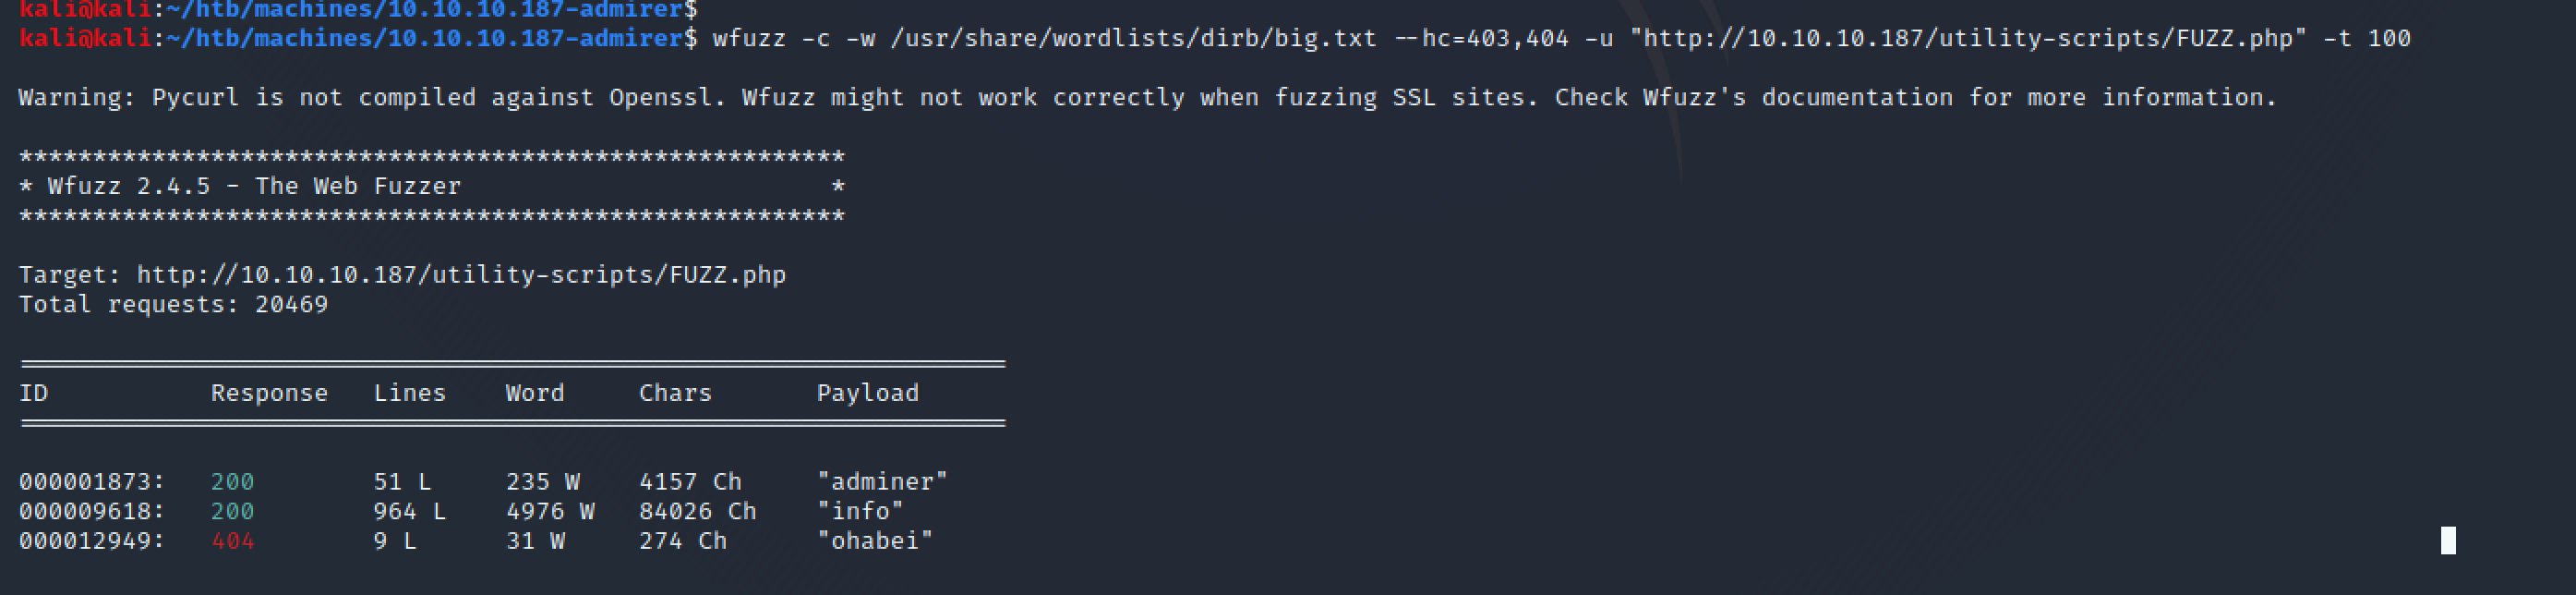 kali@kali:~/htb/machines/10.10.10.187-admirer$
kali@kali:~/htb/machines/10.10.10.187-admirer$ wfuzz -c -w /usr/share/wordlists/dirb/big.txt --hc=403,404 -u "http://10.10.10.187/utility-scripts/FUZZ.php" -t 100
Warning: Pycurl is not compiled against Openssl. Wfuzz might not work correctly when fuzzing SSL sites. Check Wfuzz's documentation for more information.
********************************************************
* Wfuzz 2.4.5 - The Web Fuzzer                         *
********************************************************
Target: http://10.10.10.187/utility-scripts/FUZZ.php
Total requests: 20469
===================================================================
ID           Response   Lines    Word     Chars       Payload
===================================================================
000001873:   200        51 L     235 W    4157 Ch     "adminer"
000009618:   200        964 L    4976 W   84026 Ch    "info"
000012949:   404        9 L      31 W     274 Ch      "ohabei"